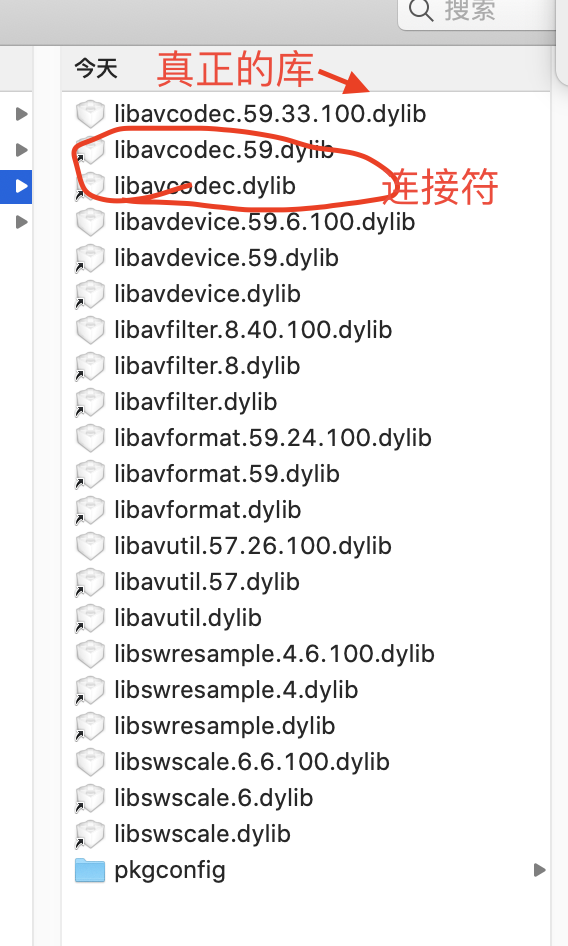 搜索
今天 真正的库
libavcodec.59.33.100.dylib
libavcodec.59.dylib
libavcodec.dylib
连接符
libavdevice.59.6.100.dylib
libavdevice.59.dylib
libavdevice.dylib
libavfilter.8.40.100.dylib
libavfilter.8.dylib
libavfilter.dylib
libavformat.59.24.100.dylib
libavformat.59.dylib
libavformat.dylib
libavutil.57.26.100.dylib
libavutil.57.dylib
libavutil.dylib
libswresample.4.6.100.dylib
libswresample.4.dylib
libswresample.dylib
libswscale.6.6.100.dylib
libswscale.6.dylib
libswscale.dylib
pkgconfig